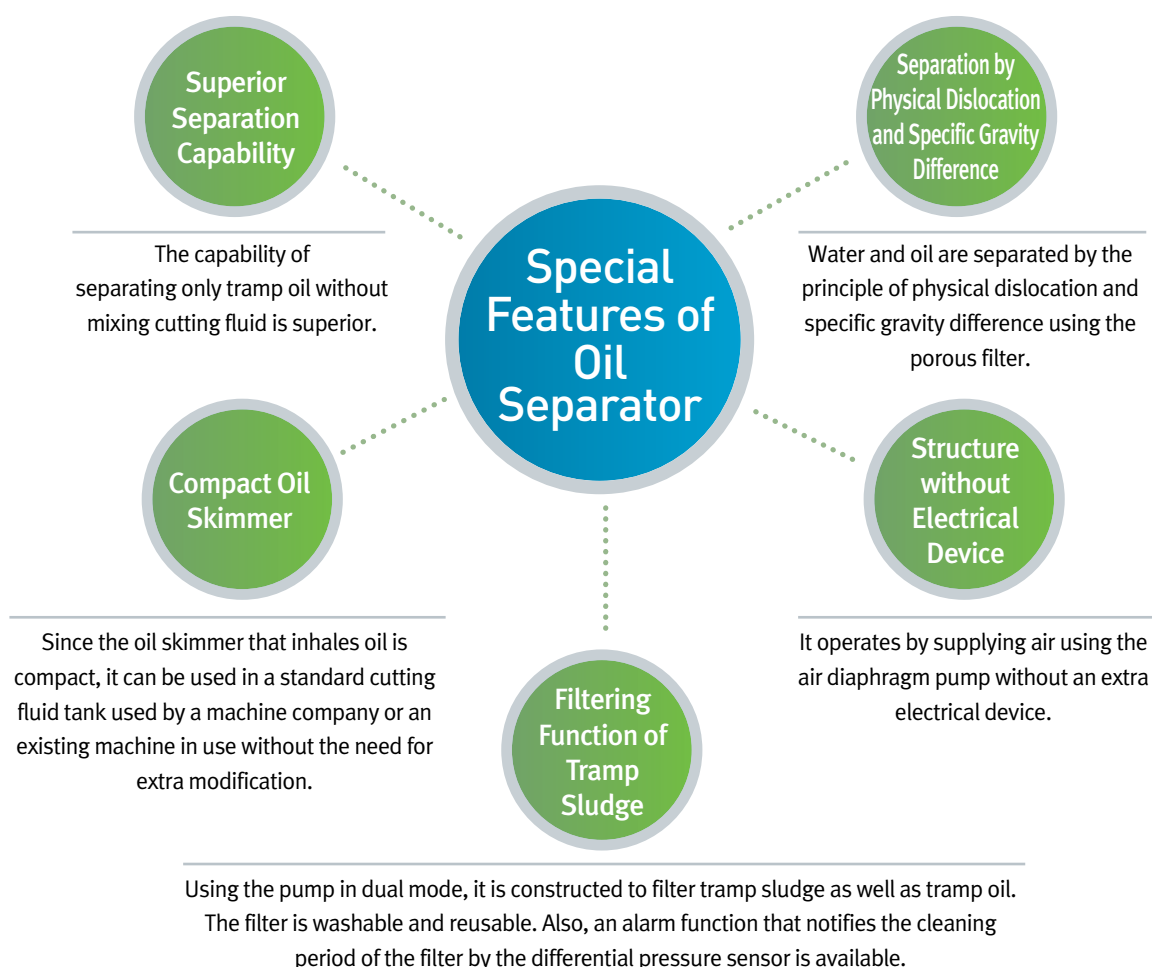 Superior
Separation
Capability
The capability of
separating only tramp oil without
mixing cutting fluid is superior.
Separation by
Physical Dislocation
and Specific Gravity
Difference
Water and oil are separated by the
principle of physical dislocation and
specific gravity difference using the
porous filter.
Special
Features of
Oil
Separator
Compact Oil
Skimmer
Since the oil skimmer that inhales oil is
compact, it can be used in a standard cutting
fluid tank used by a machine company or an
existing machine in use without the need for
extra modification.
Structure
without
Electrical
Device
It operates by supplying air using the
air diaphragm pump without an extra
electrical device.
Filtering
Function of
Tramp
Sludge
Using the pump in dual mode, it is constructed to filter tramp sludge as well as tramp oil.
The filter is washable and reusable. Also, an alarm function that notifies the cleaning
period of the filter by the differential pressure sensor is available.